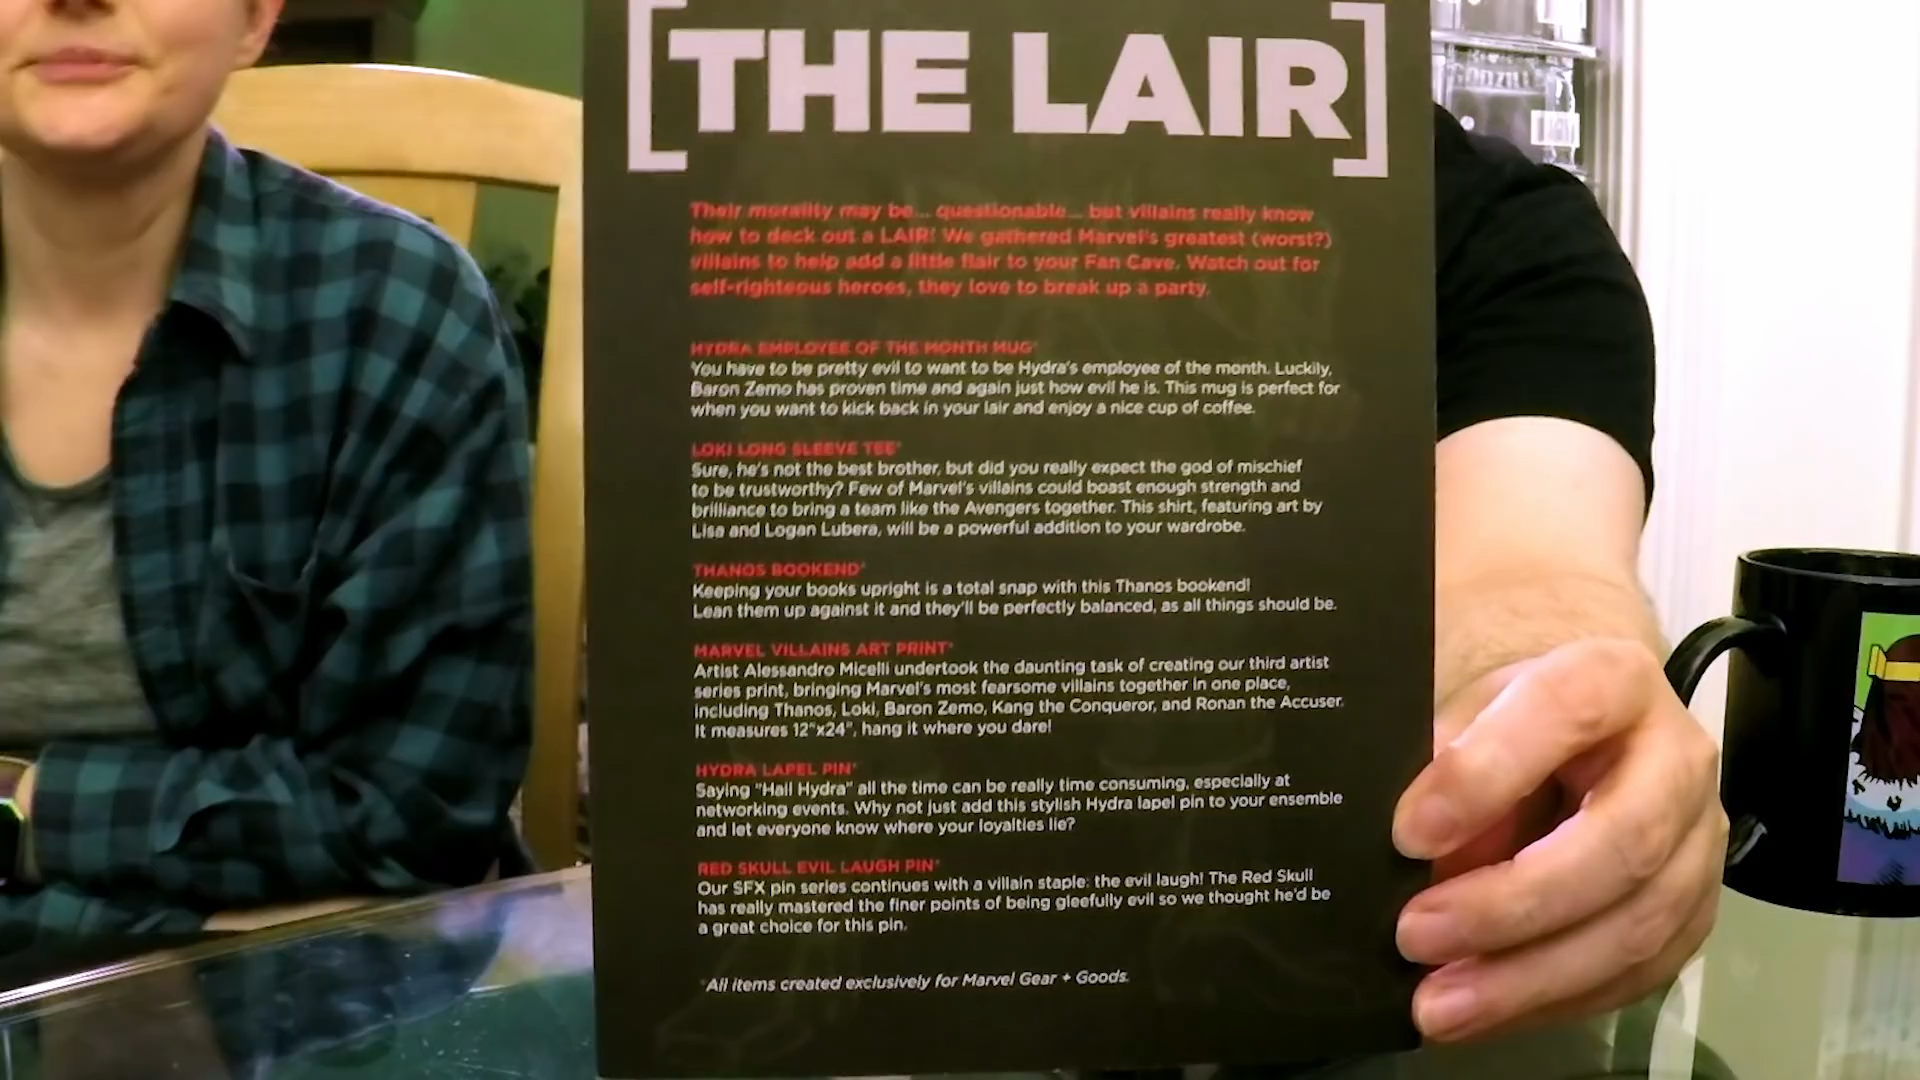 [THE LAIR]
Their morality may be... questionable... but villains really know
how to deck out a LAIR! We gathered Marvel's greatest (worst?)
villains to help add a little flair to your Fan Cave. Watch out for
self-righteous heroes, they love to break up a party.
HYDRA EMPLOYEE OF THE MONTH MUG*
You have to be pretty evil to want to be Hydra's employee of the month. Luckily,
Baron Zemo has proven time and again just how evil he is. This mug is perfect for
when you want to kick back in your lair and enjoy a nice cup of coffee.
LOKI LONG SLEEVE TEE*
Sure, he's not the best brother, but did you really expect the god of mischief
to be trustworthy? Few of Marvel's villains could boast enough strength and
brilliance to bring a team like the Avengers together. This shirt, featuring art by
Lisa and Logan Lubera, will be a powerful addition to your wardrobe.
THANOS BOOKEND*
Keeping your books upright is a total snap with this Thanos bookend!
Lean them up against it and they'll be perfectly balanced, as all things should be.
MARVEL VILLAINS ART PRINT*
Artist Alessandro Micelli undertook the daunting task of creating our third artist
series print, bringing Marvel's most fearsome villains together in one place,
including Thanos, Loki, Baron Zemo, Kang the Conqueror, and Ronan the Accuser.
It measures 12"x24", hang it where you dare!
HYDRA LAPEL PIN*
Saying "Hail Hydra" all the time can be really time consuming, especially at
networking events. Why not just add this stylish Hydra lapel pin to your ensemble
and let everyone know where your loyalties lie?
RED SKULL EVIL LAUGH PIN*
Our SFX pin series continues with a villain staple: the evil laugh! The Red Skull
has really mastered the finer points of being gleefully evil so we thought he'd be
a great choice for this pin.
*All items created exclusively for Marvel Gear + Goods.